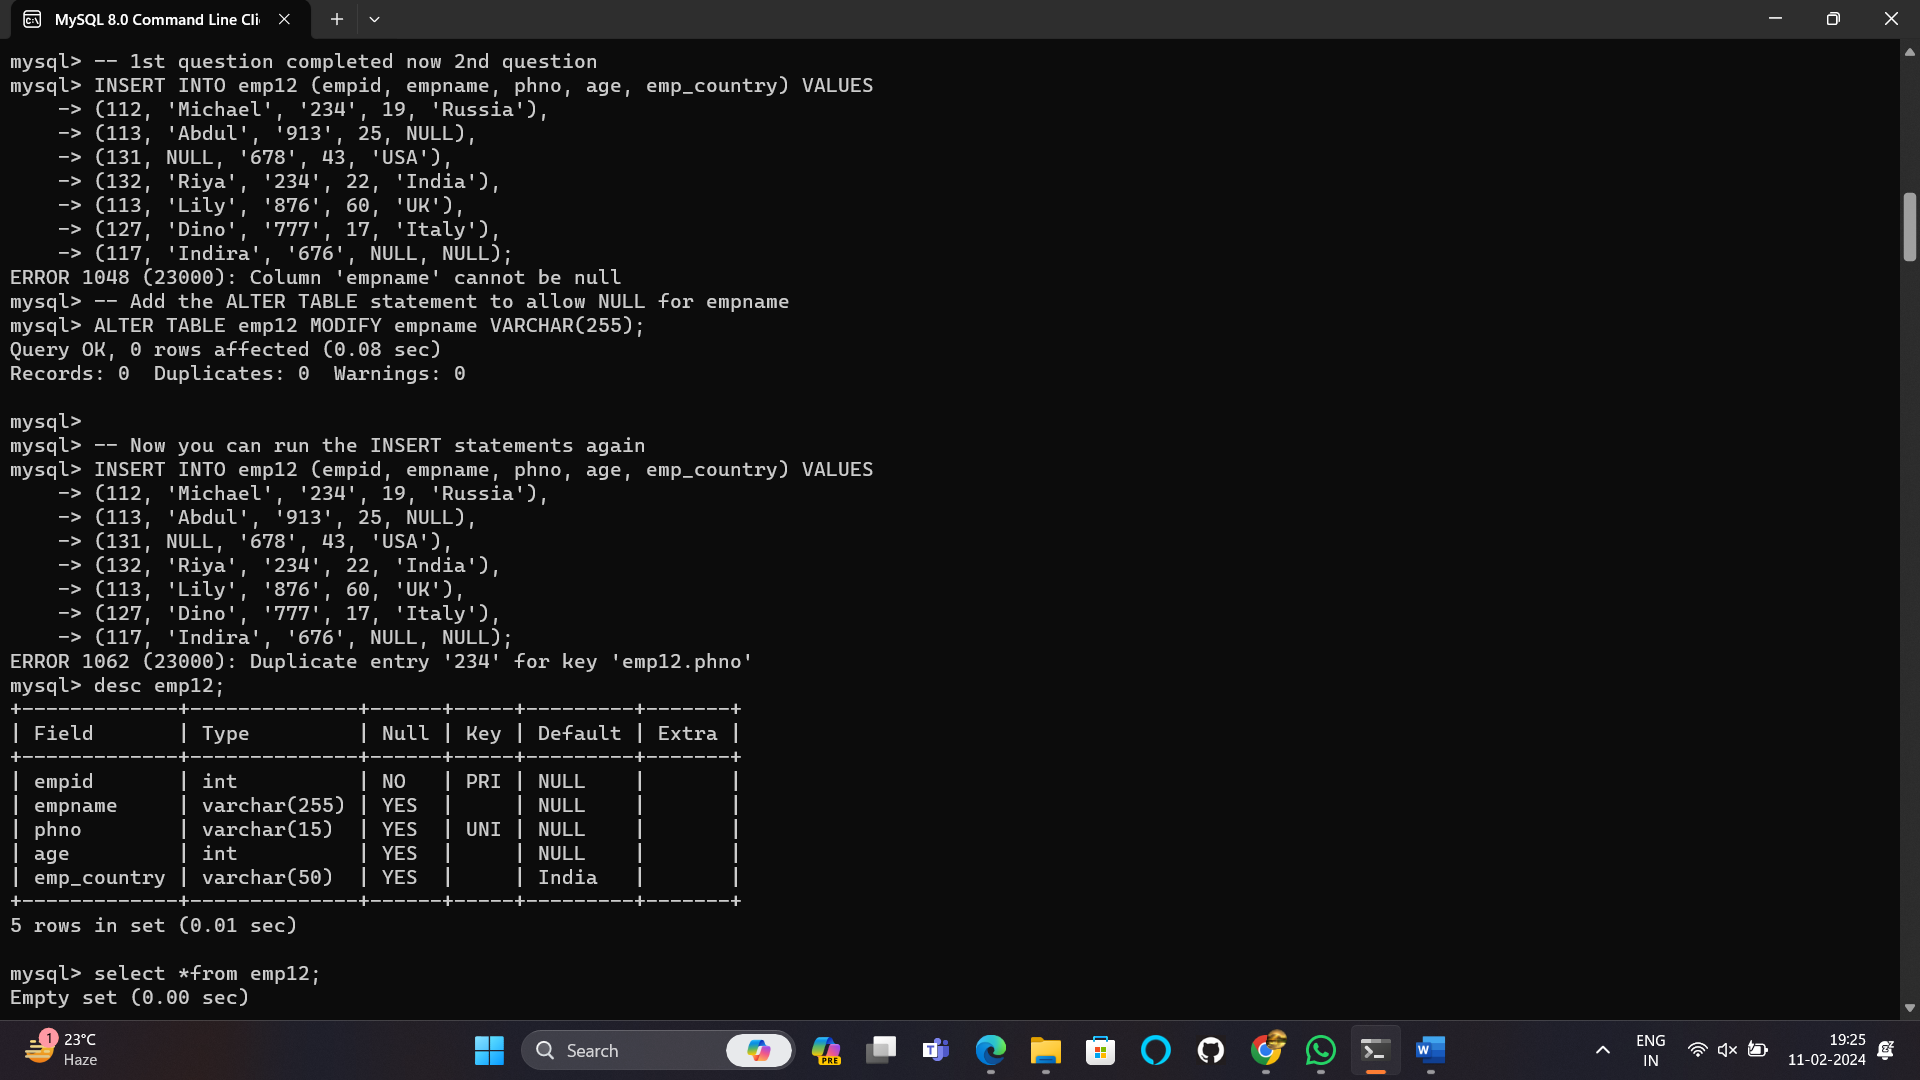 MySQL 8.0 Command Line Cli
mysql> -- 1st question completed now 2nd question
mysql> INSERT INTO emp12 (empid, empname, phno, age, emp_country) VALUES
    -> (112, 'Michael', '234', 19, 'Russia'),
    -> (113, 'Abdul', '913', 25, NULL),
    -> (131, NULL, '678', 43, 'USA'),
    -> (132, 'Riya', '234', 22, 'India'),
    -> (113, 'Lily', '876', 60, 'UK'),
    -> (127, 'Dino', '777', 17, 'Italy'),
    -> (117, 'Indira', '676', NULL, NULL);
ERROR 1048 (23000): Column 'empname' cannot be null
mysql> -- Add the ALTER TABLE statement to allow NULL for empname
mysql> ALTER TABLE emp12 MODIFY empname VARCHAR(255);
Query OK, 0 rows affected (0.08 sec)
Records: 0  Duplicates: 0  Warnings: 0
mysql>
mysql> -- Now you can run the INSERT statements again
mysql> INSERT INTO emp12 (empid, empname, phno, age, emp_country) VALUES
    -> (112, 'Michael', '234', 19, 'Russia'),
    -> (113, 'Abdul', '913', 25, NULL),
    -> (131, NULL, '678', 43, 'USA'),
    -> (132, 'Riya', '234', 22, 'India'),
    -> (113, 'Lily', '876', 60, 'UK'),
    -> (127, 'Dino', '777', 17, 'Italy'),
    -> (117, 'Indira', '676', NULL, NULL);
ERROR 1062 (23000): Duplicate entry '234' for key 'emp12.phno'
mysql> desc emp12;
+-------------+--------------+------+-----+---------+-------+
| Field       | Type         | Null | Key | Default | Extra |
+-------------+--------------+------+-----+---------+-------+
| empid       | int          | NO   | PRI | NULL    |       |
| empname     | varchar(255) | YES  |     | NULL    |       |
| phno        | varchar(15)  | YES  | UNI | NULL    |       |
| age         | int          | YES  |     | NULL    |       |
| emp_country | varchar(50)  | YES  |     | India   |       |
+-------------+--------------+------+-----+---------+-------+
5 rows in set (0.01 sec)
mysql> select *from emp12;
Empty set (0.00 sec)
1 23°C
Haze
Search
PRE
ENG
IN
19:25
11-02-2024